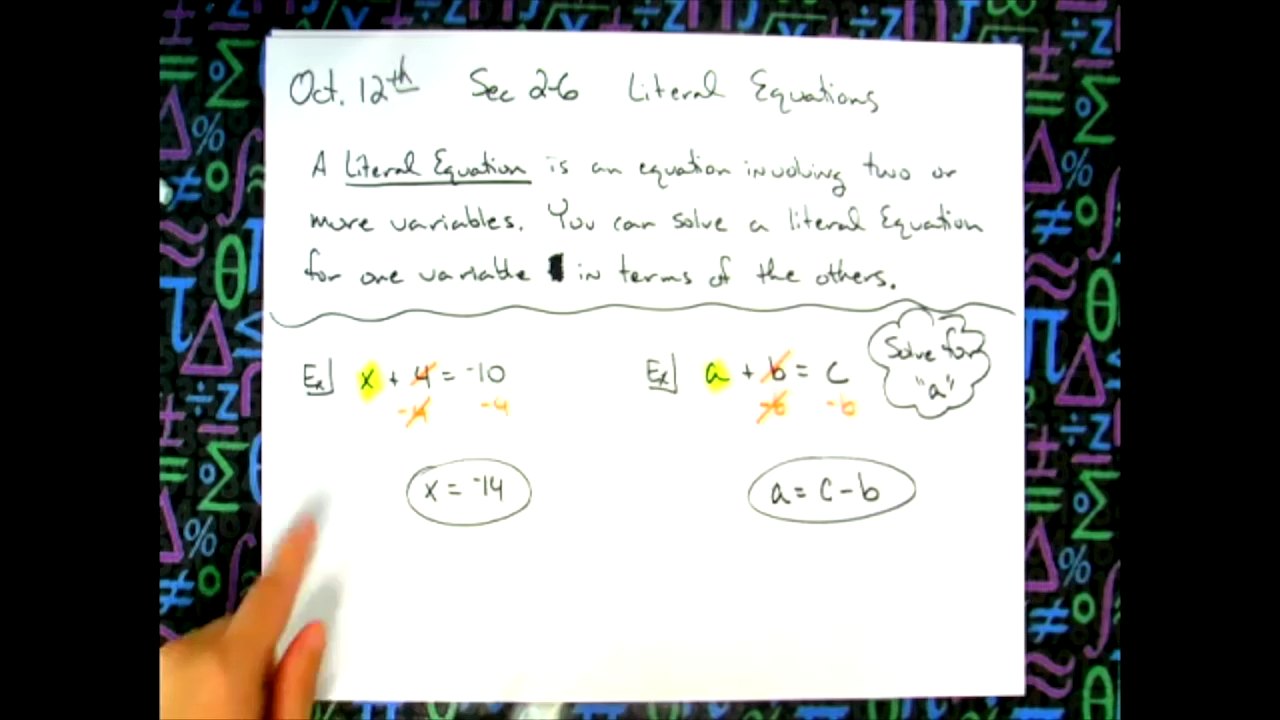 Oct. 12th Sec 2-6 Literal Equations
A Literal Equation is an equation involving two or
more variables. You can solve a literal Equation
for one variable in terms of the others.
Ex] x + 4 = -10
-4 -4
x = -14
Ex] a + b = c
-b -b
a = c - b
Solve for
"a"